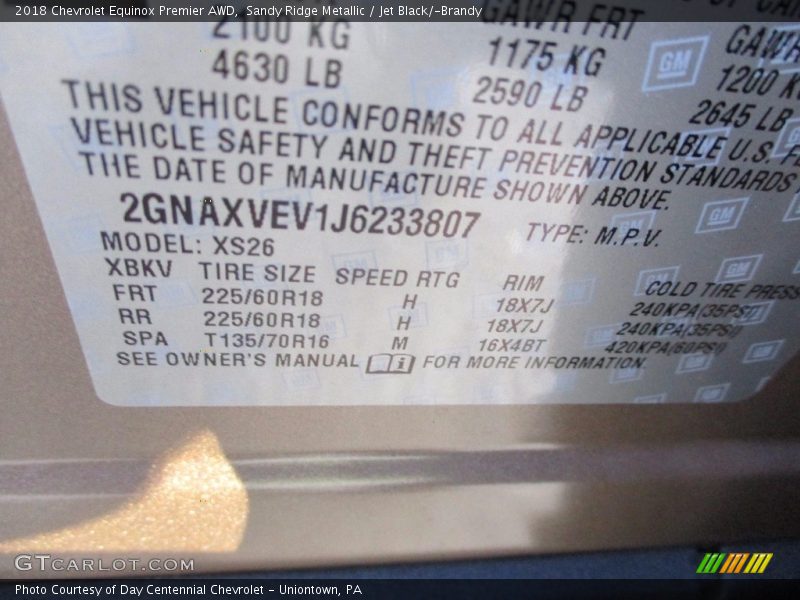 2018 Chevrolet Equinox Premier AWD, Sandy Ridge Metallic / Jet Black/­Brandy
GAWR FRT
GAWR
2100 KG
1175 KG
1200 K
4630 LB
2590 LB
2645 LB
GM
THIS VEHICLE CONFORMS TO ALL APPLICABLE U.S. F
VEHICLE SAFETY AND THEFT PREVENTION STANDARDS
THE DATE OF MANUFACTURE SHOWN ABOVE.
2GNAXVEV1J6233807 TYPE: M.P.V.
MODEL: XS26
XBKV TIRE SIZE SPEED RTG RIM COLD TIRE PRESS
FRT 225/60R18 H 18X7J 240KPA(35PSI)
RR 225/60R18 H 18X7J 240KPA(35PSI)
SPA T135/70R16 M 16X4BT 420KPA(60PSI)
SEE OWNER'S MANUAL i FOR MORE INFORMATION.
GTCARLOT.COM
Photo Courtesy of Day Centennial Chevrolet - Uniontown, PA